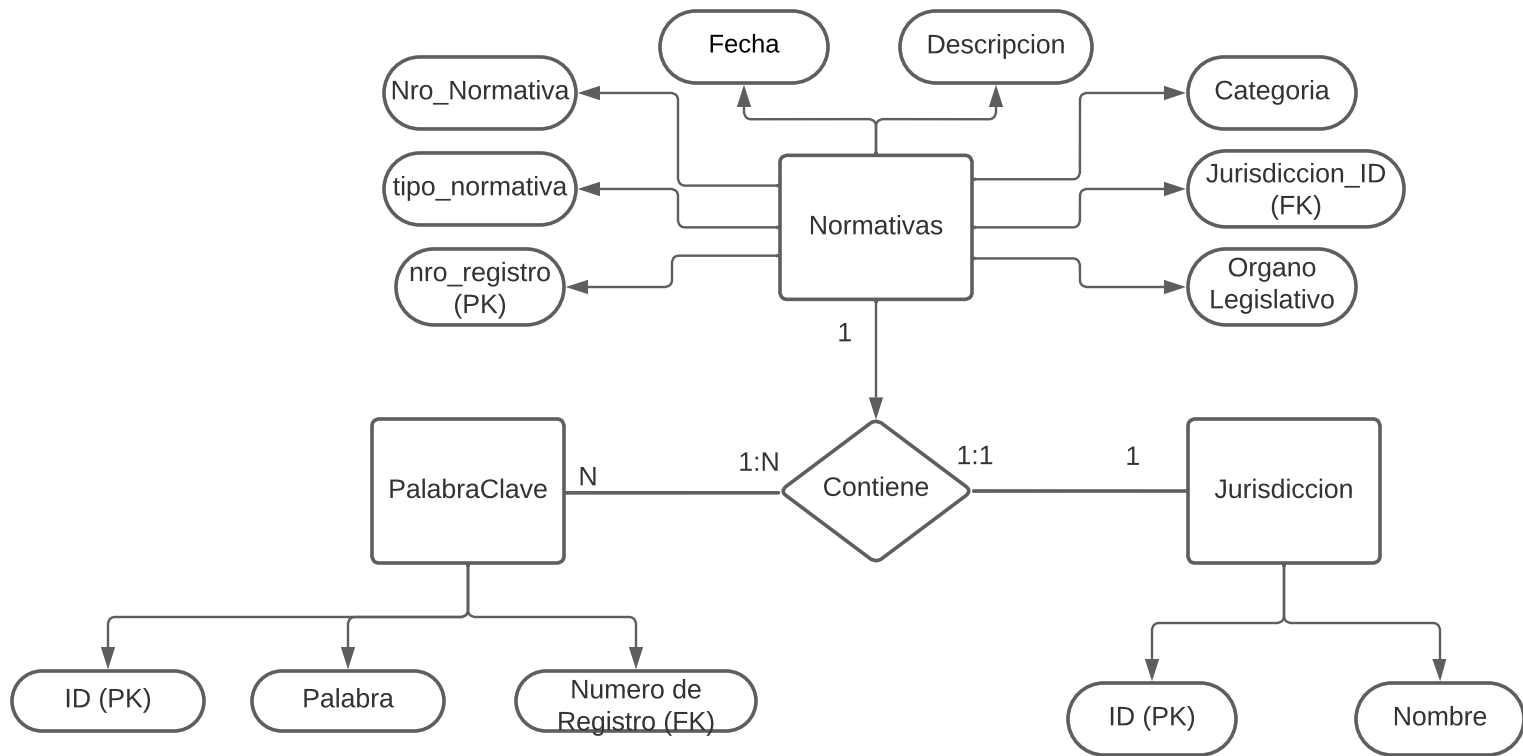 Fecha
Descripcion
Nro_Normativa
Categoria
tipo_normativa
Jurisdiccion_ID
(FK)
Normativas
nro_registro
(PK)
Organo
Legislativo
1
PalabraClave
N
1:N
Contiene
1:1
1
Jurisdiccion
ID (PK)
Palabra
Numero de
Registro (FK)
ID (PK)
Nombre